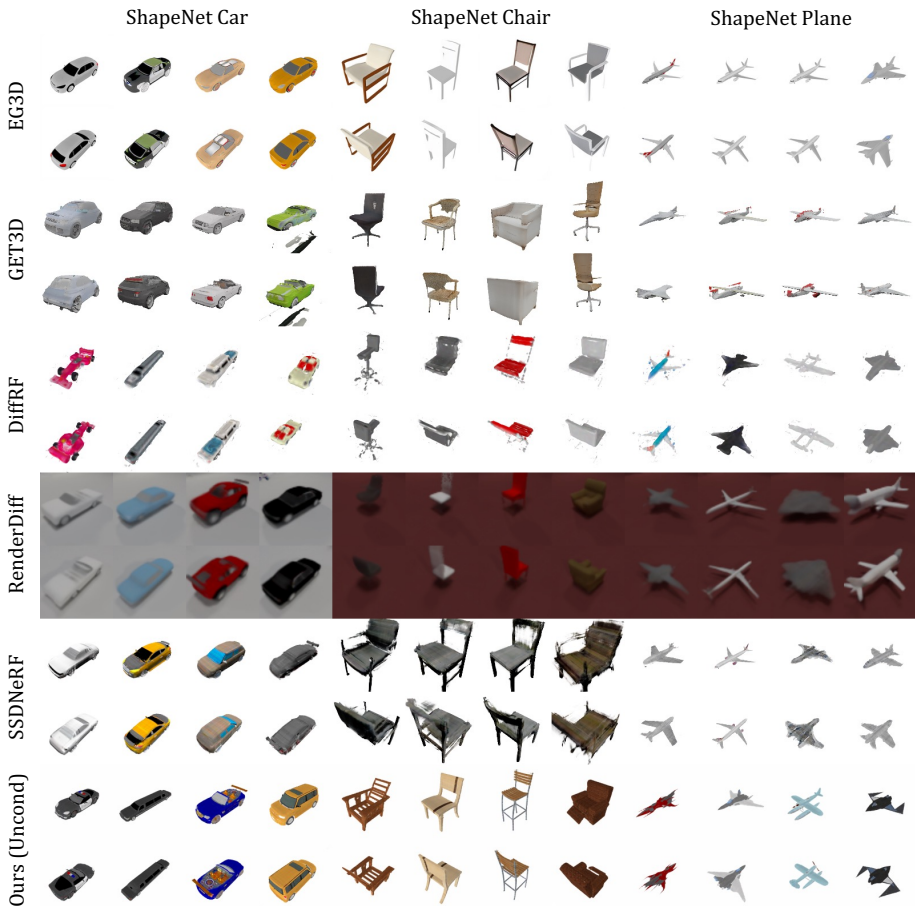 ShapeNet Car
ShapeNet Chair
ShapeNet Plane
EG3D
GET3D
DiffRF
RenderDiff
SSDNeRF
Ours (Uncond)